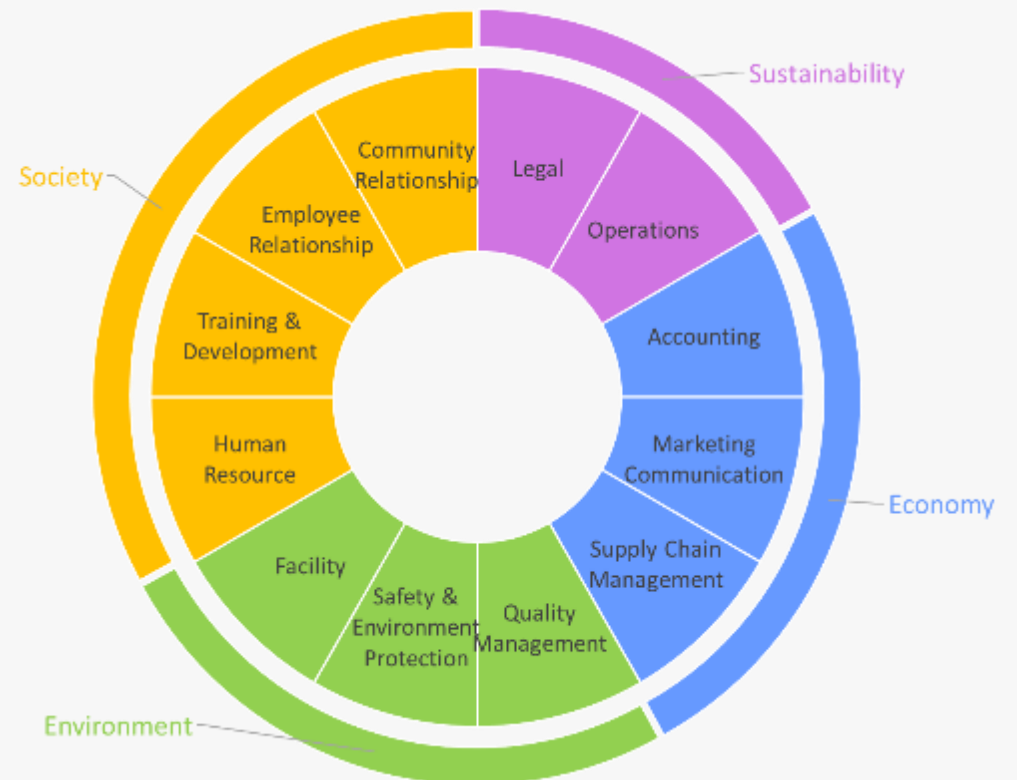 Sustainability
Society
Economy
Environment
Community
Relationship
Legal
Employee
Relationship
Operations
Training &
Development
Accounting
Human
Resource
Marketing
Communication
Facility
Supply Chain
Management
Safety &
Environment
Protection
Quality
Management